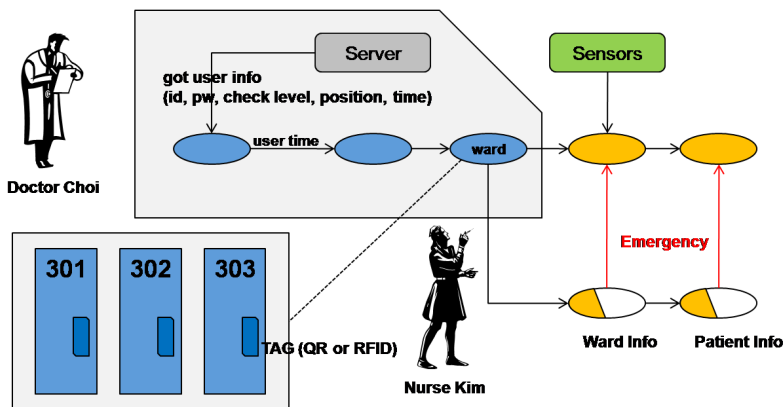 Server
Sensors
got user info
(id, pw, check level, position, time)
user time
ward
Doctor Choi
Emergency
301
302
303
TAG (QR or RFID)
Ward Info
Patient Info
Nurse Kim